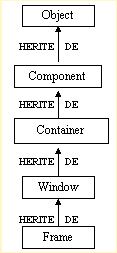 Object
HERITE DE
Component
HERITE DE
Container
HERITE DE
Window
HERITE DE
Frame